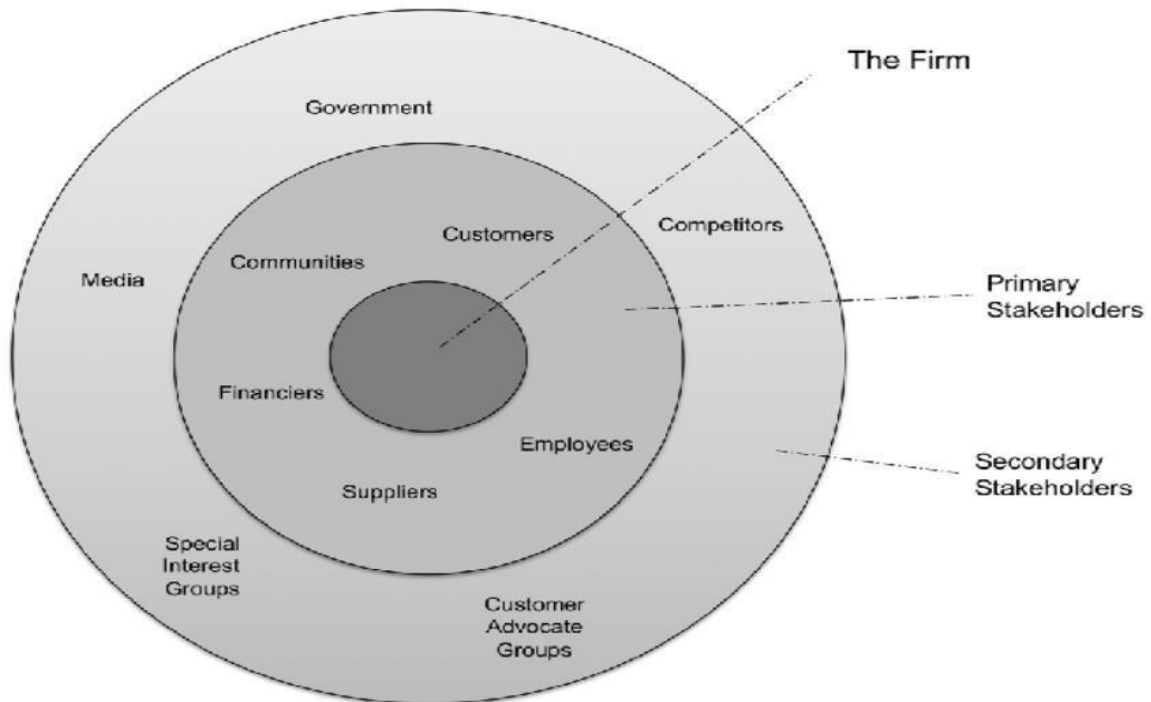 The Firm
Government
Competitors
Customers
Communities
Media
Primary
Stakeholders
Financiers
Employees
Secondary
Stakeholders
Suppliers
Special
Interest
Groups
Customer
Advocate
Groups